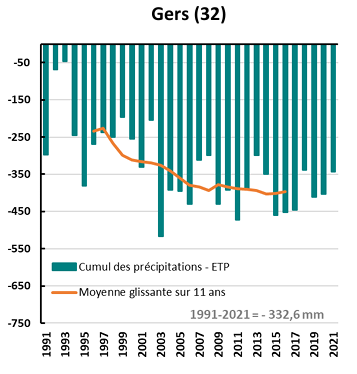 Gers (32)
-50
-150
-250
-350
-450
-550
-650
-750
Cumul des précipitations - ETP
Moyenne glissante sur 11 ans
1991-2021 = - 332,6 mm
1991 1993 1995 1997 1999 2001 2003 2005 2007 2009 2011 2013 2015 2017 2019 2021